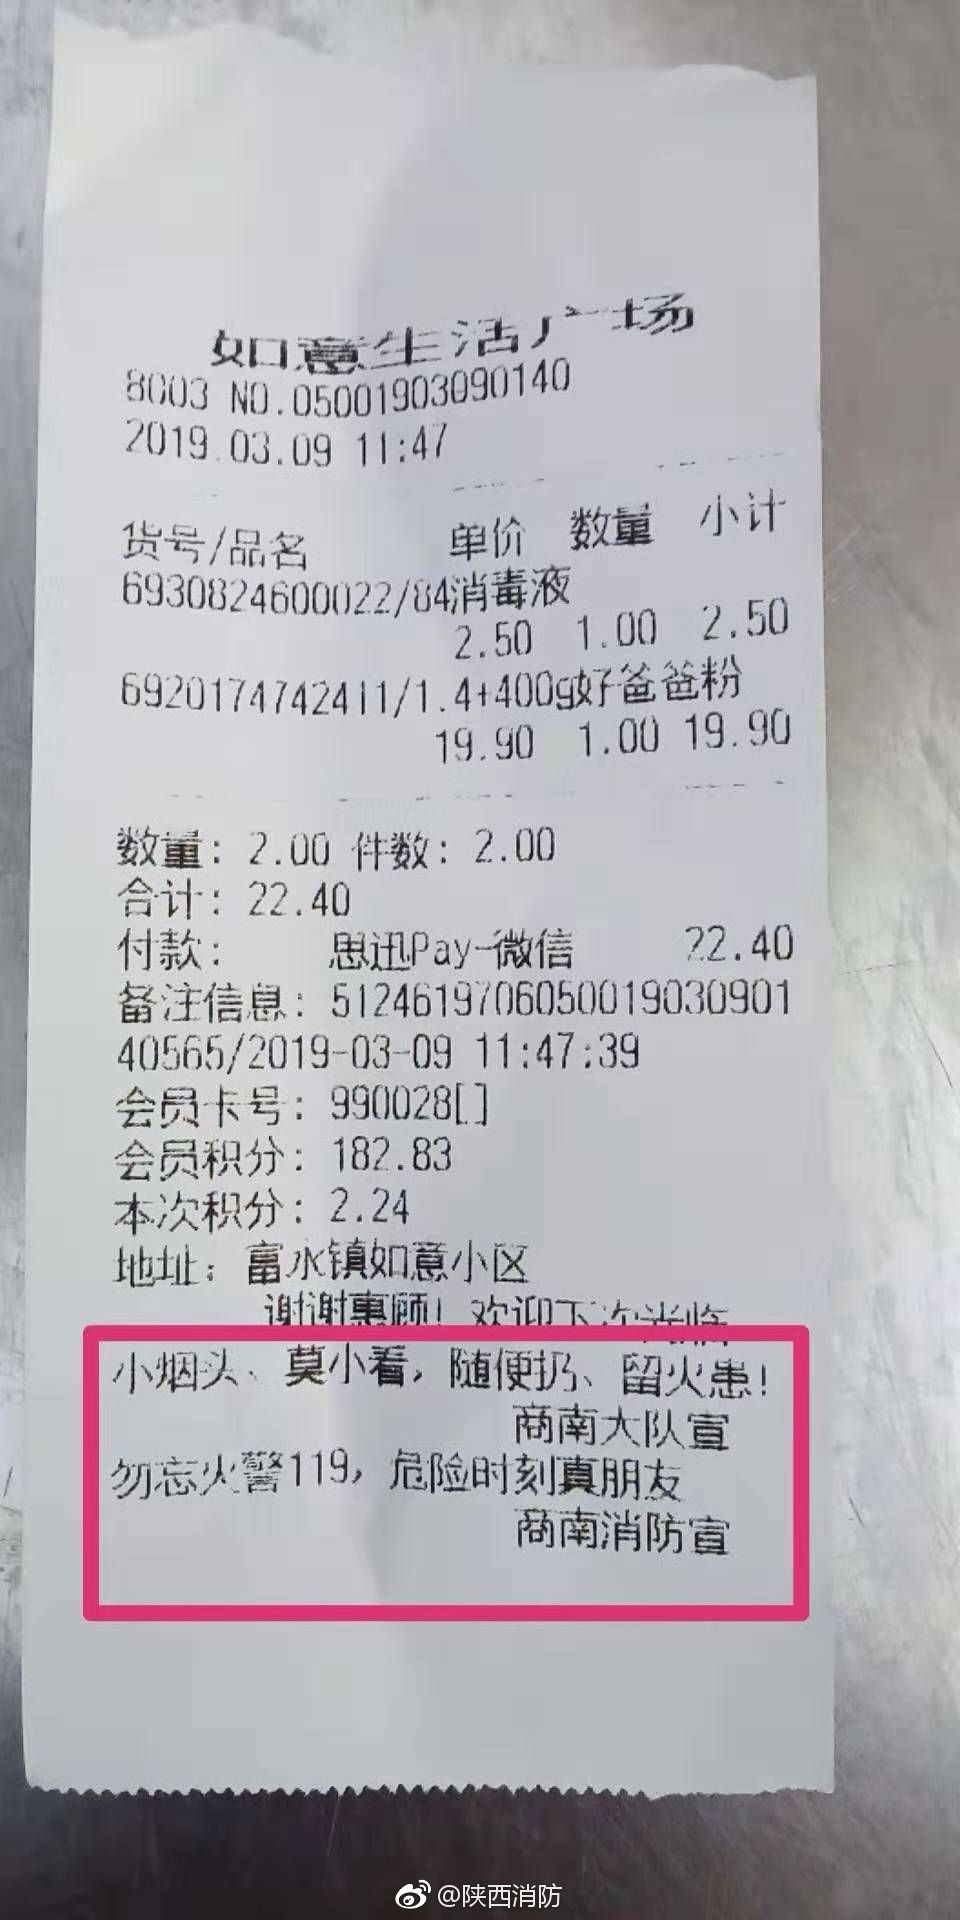 如意生活广场
8003 NO.05001903090140
2019.03.09 11:47
货号/品名 单价 数量 小计
6930824600022/84消毒液
2.50 1.00 2.50
6920174742411/1.4+400g好爸爸粉
19.90 1.00 19.90
数量: 2.00 件数: 2.00
合计: 22.40
付款: 思迅Pay-微信 22.40
备注信息: 512461970605001903090​1
40565/2019-03-09 11:47:39
会员卡号: 990028[]
会员积分: 182.83
本次积分: 2.24
地址: 富水镇如意小区
谢谢惠顾! 欢迎下次光临
小烟头、莫小看,随便扔、留火患!
商南大队宣
勿忘火警119,危险时刻真朋友
商南消防宣
@陕西消防